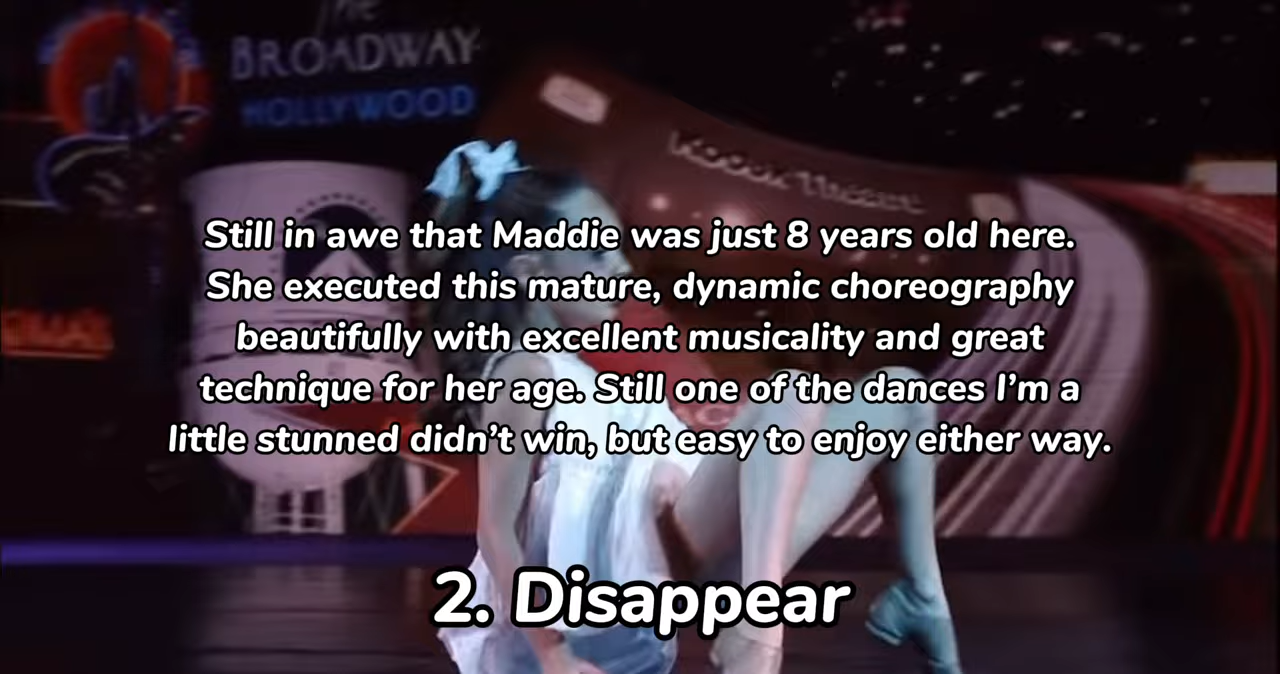 The
BROADWAY
HOLLYWOOD
Still in awe that Maddie was just 8 years old here.
She executed this mature, dynamic choreography
beautifully with excellent musicality and great
technique for her age. Still one of the dances I’m a
little stunned didn’t win, but easy to enjoy either way.
2. Disappear